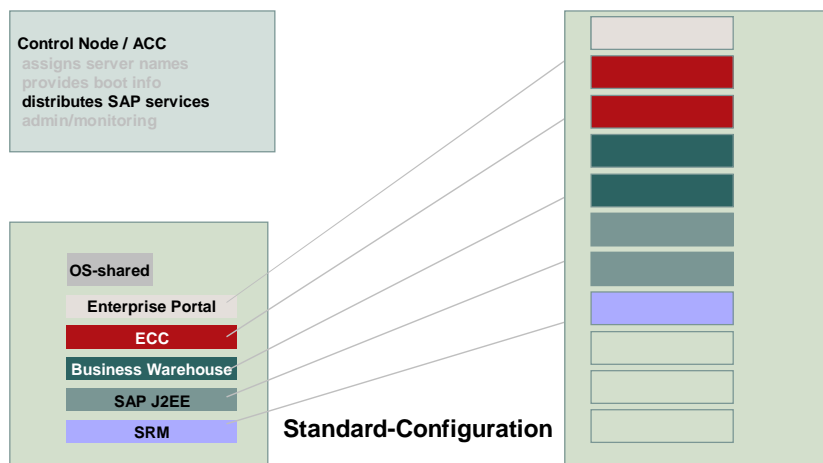 Control Node / ACC
assigns server names
provides boot info
distributes SAP services
admin/monitoring
OS-shared
Enterprise Portal
ECC
Business Warehouse
SAP J2EE
SRM
Standard-Configuration